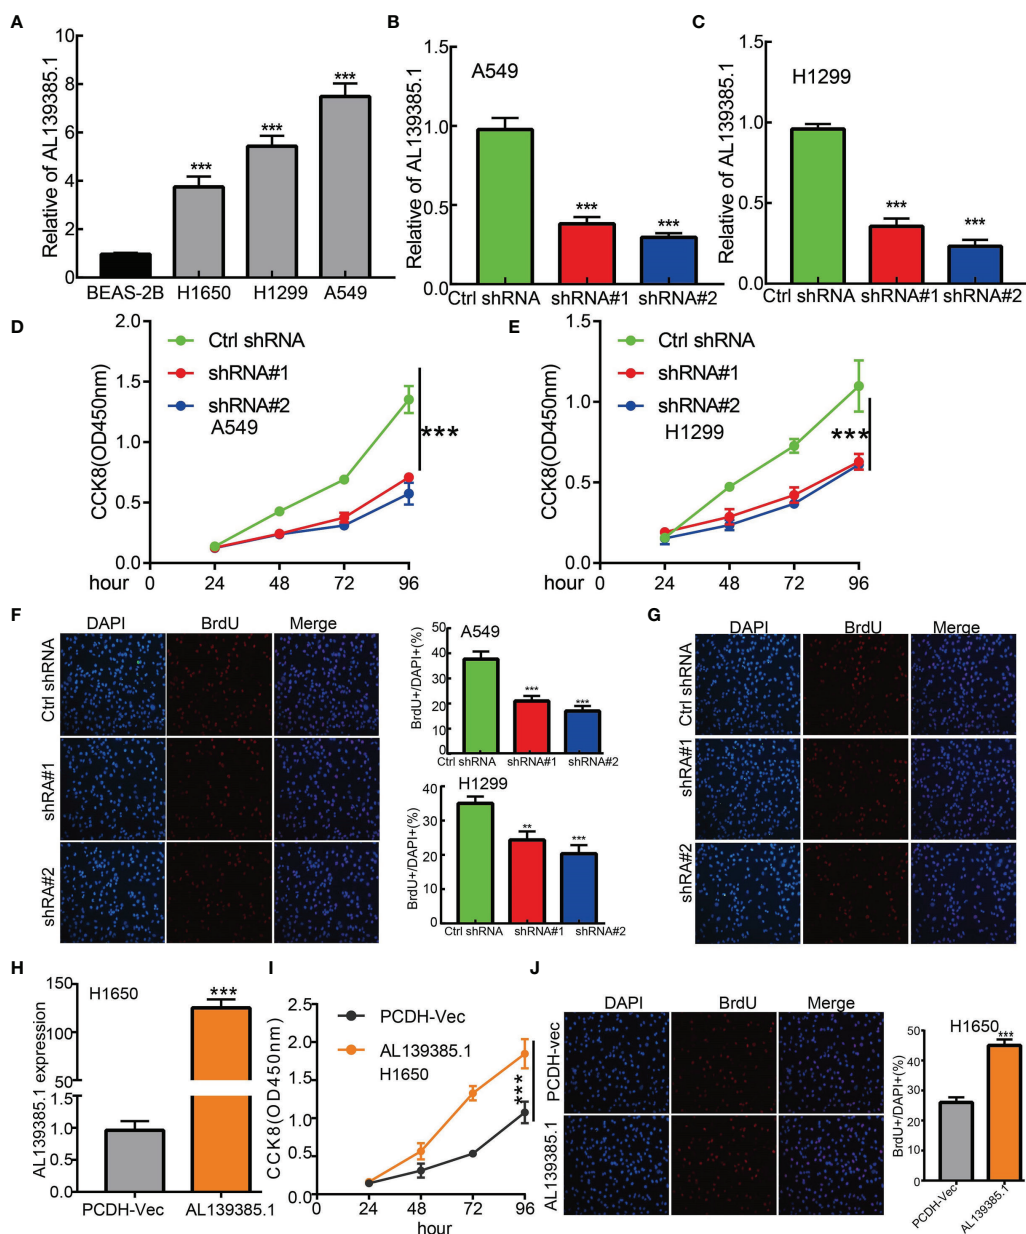 A
Relative of AL139385.1
10
8
6
4
2
0
***
***
***
BEAS-2B H1650 H1299 A549
B
Relative of AL139385.1
1.5
1.0
0.5
0.0
A549
***
***
Ctrl shRNA shRNA#1 shRNA#2
C
Relative of AL139385.1
1.5
1.0
0.5
0.0
H1299
***
***
Ctrl shRNA shRNA#1 shRNA#2
D
CCK8(OD450nm)
2.0
1.5
1.0
0.5
0.0
Ctrl shRNA
shRNA#1
shRNA#2
A549
***
hour 0 24 48 72 96
E
CCK8(OD450nm)
1.5
1.0
0.5
0.0
Ctrl shRNA
shRNA#1
shRNA#2
H1299
***
hour 0 24 48 72 96
F
DAPI BrdU Merge
Ctrl shRNA
shRA#1
shRA#2
BrdU+/DAPI+(%)
50
40
30
20
10
0
A549
***
***
Ctrl shRNA shRNA#1 shRNA#2
BrdU+/DAPI+(%)
40
30
20
10
0
H1299
**
***
Ctrl shRNA shRNA#1 shRNA#2
G
DAPI BrdU Merge
Ctrl shRNA
shRA#1
shRA#2
H
AL139385.1 expression
150
125
100
75
50
1.5
1.0
0.5
0.0
H1650
***
PCDH-Vec AL139385.1
I
CCK8(OD450nm)
2.5
2.0
1.5
1.0
0.5
0.0
PCDH-Vec
AL139385.1
H1650
***
0 24 48 72 96
hour
J
DAPI BrdU Merge
PCDH-vec
AL139385.1
BrdU+/DAPI+(%)
50
40
30
20
10
0
H1650
***
PCDH-Vec AL139385.1